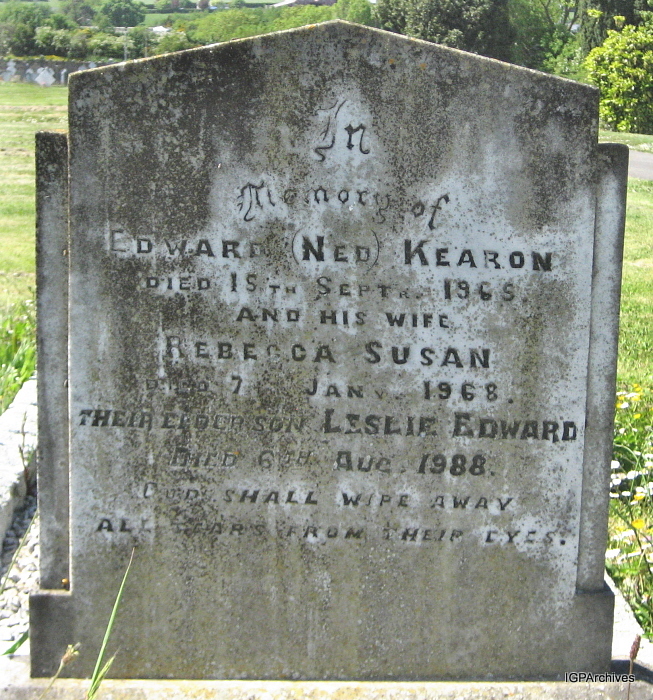 In
Memory of
EDWARD (NED) KEARON
DIED 15TH SEPTR. 1965.
AND HIS WIFE
REBECCA SUSAN
DIED 7TH JANY. 1968.
THEIR ELDER SON LESLIE EDWARD
DIED 6TH AUG. 1988.
GOD SHALL WIPE AWAY
ALL TEARS FROM THEIR EYES.
IGPArchives